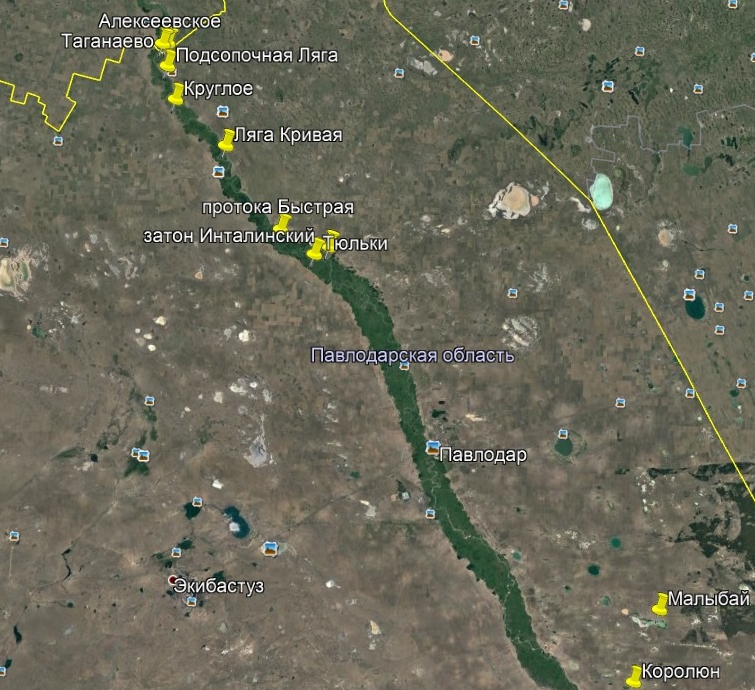 Алексеевское
Таганаево
Подсопочная Ляга
Круглое
Ляга Кривая
протока Быстрая
затон Инталинский
Тюльки
Павлодарская область
Павлодар
Экибастуз
Малыбай
Королюн